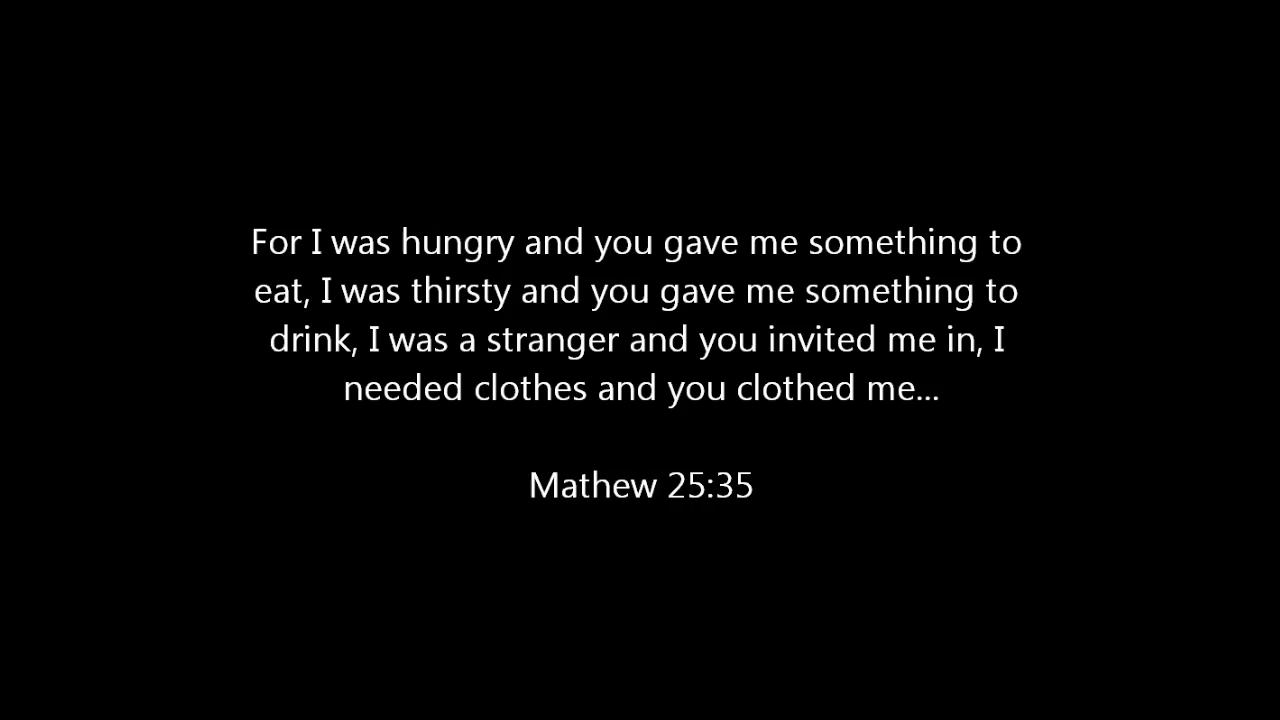 For I was hungry and you gave me something to
eat, I was thirsty and you gave me something to
drink, I was a stranger and you invited me in, I
needed clothes and you clothed me...
Mathew 25:35